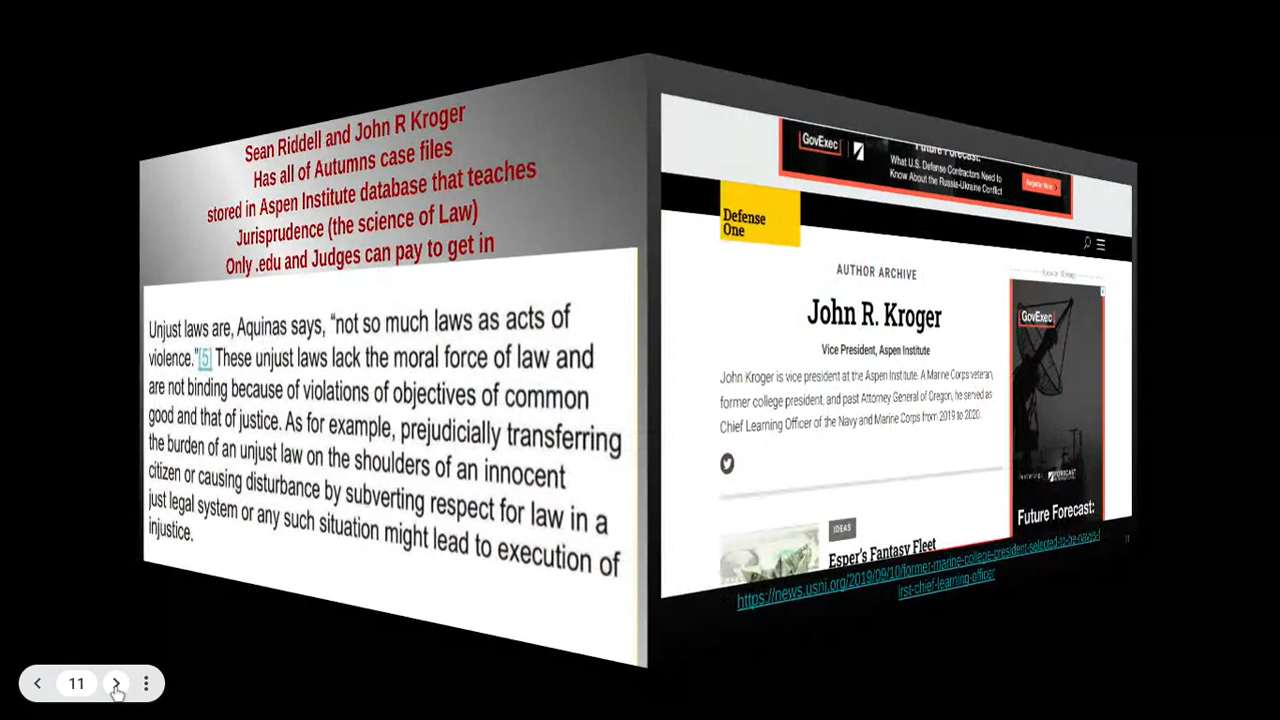 Sean Riddell and John R Kroger
Has all of Autumns case files
stored in Aspen Institute database that teaches
Jurisprudence (the science of Law)
Only .edu and Judges can pay to get in
Unjust laws are, Aquinas says, “not so much laws as acts of
violence.”[5] These unjust laws lack the moral force of law and
are not binding because of violations of objectives of common
good and that of justice. As for example, prejudicially transferring
the burden of an unjust law on the shoulders of an innocent
citizen or causing disturbance by subverting respect for law in a
just legal system or any such situation might lead to execution of
injustice.
GovExec
Future Forecast:
What U.S. Defense Contractors Need to
Know About the Russia-Ukraine Conflict
Register Now
Defense
One
AUTHOR ARCHIVE
John R. Kroger
Vice President, Aspen Institute
John Kroger is vice president at the Aspen Institute. A Marine Corps veteran,
former college president, and past Attorney General of Oregon, he served as
Chief Learning Officer of the Navy and Marine Corps from 2019 to 2020.
GovExec
FORECAST
Future Forecast:
IDEAS
Esper's Fantasy Fleet
https://news.usni.org/2019/09/10/former-marine-college-president-selected-to-be-navys-f
irst-chief-learning-officer
11
11